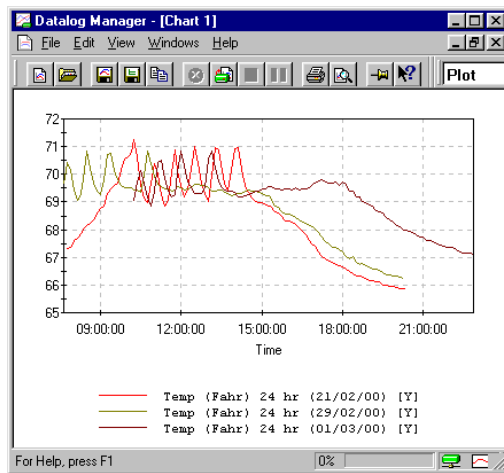 Datalog Manager - [Chart 1]
File Edit View Windows Help
Plot
72
71
70
69
68
67
66
65
09:00:00 12:00:00 15:00:00 18:00:00 21:00:00
Time
Temp (Fahr) 24 hr (21/02/00) [Y]
Temp (Fahr) 24 hr (29/02/00) [Y]
Temp (Fahr) 24 hr (01/03/00) [Y]
For Help, press F1 0%